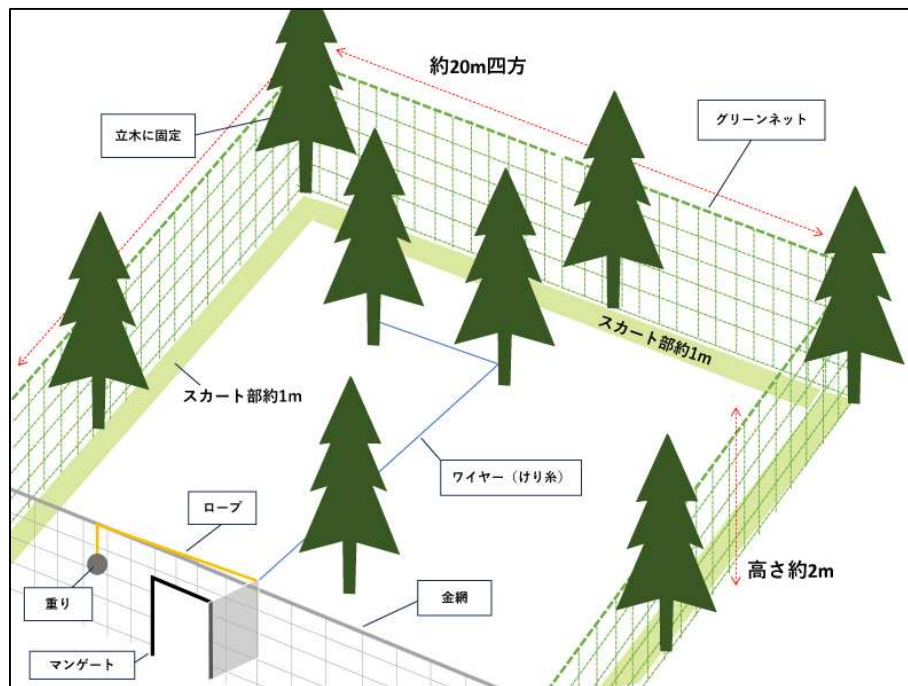 約20m四方
グリーンネット
立木に固定
スカート部約1m
スカート部約1m
ワイヤー（けり糸）
ロープ
高さ約2m
重り
金網
マンゲート